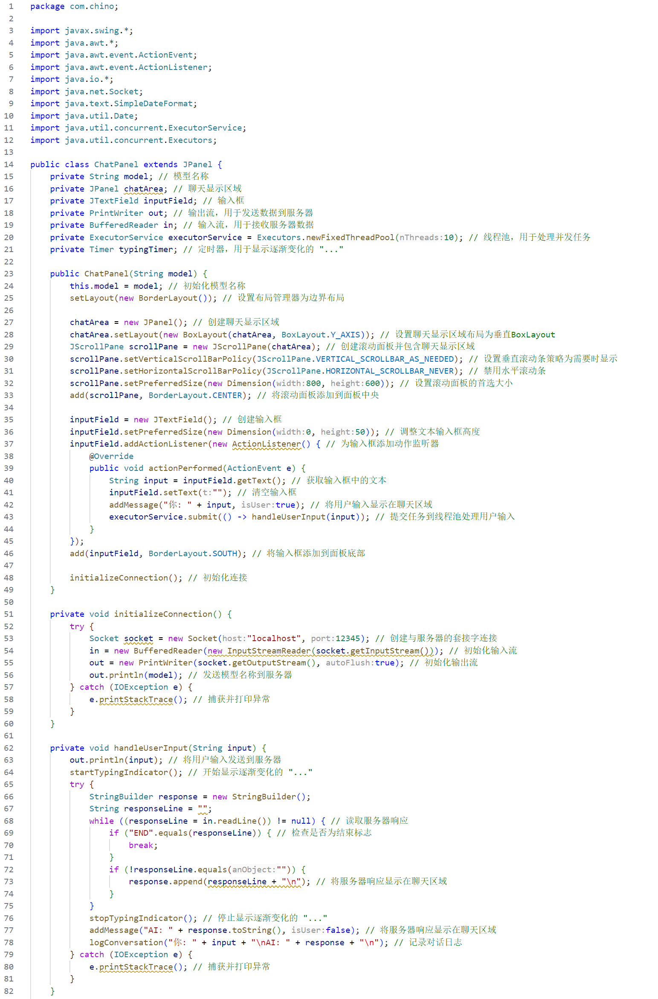 1 package com.chino;
2
3 import javax.swing.*;
4 import java.awt.*;
5 import java.awt.event.ActionEvent;
6 import java.awt.event.ActionListener;
7 import java.io.*;
8 import java.net.Socket;
9 import java.text.SimpleDateFormat;
10 import java.util.Date;
11 import java.util.concurrent.ExecutorService;
12 import java.util.concurrent.Executors;
13
14 public class ChatPanel extends JPanel {
15     private String model; // 模型名称
16     private JPanel chatArea; // 聊天显示区域
17     private JTextField inputField; // 输入框
18     private PrintWriter out; // 输出流，用于发送数据到服务器
19     private BufferedReader in; // 输入流，用于接收服务器数据
20     private ExecutorService executorService = Executors.newFixedThreadPool(nThreads:10); // 线程池，用于处理并发任务
21     private Timer typingTimer; // 定时器，用于显示逐渐变化的 "..."
22
23     public ChatPanel(String model) {
24         this.model = model; // 初始化模型名称
25         setLayout(new BorderLayout()); // 设置布局管理器为边界布局
26
27         chatArea = new JPanel(); // 创建聊天显示区域
28         chatArea.setLayout(new BoxLayout(chatArea, BoxLayout.Y_AXIS)); // 设置聊天显示区域布局为垂直BoxLayout
29         JScrollPane scrollPane = new JScrollPane(chatArea); // 创建滚动面板并包含聊天显示区域
30         scrollPane.setVerticalScrollBarPolicy(JScrollPane.VERTICAL_SCROLLBAR_AS_NEEDED); // 设置垂直滚动条策略为需要时显示
31         scrollPane.setHorizontalScrollBarPolicy(JScrollPane.HORIZONTAL_SCROLLBAR_NEVER); // 禁用水平滚动条
32         scrollPane.setPreferredSize(new Dimension(width:800, height:600)); // 设置滚动面板的首选大小
33         add(scrollPane, BorderLayout.CENTER); // 将滚动面板添加到面板中央
34
35         inputField = new JTextField(); // 创建输入框
36         inputField.setPreferredSize(new Dimension(width:0, height:50)); // 调整文本输入框高度
37         inputField.addActionListener(new ActionListener() { // 为输入框添加动作监听器
38             @Override
39             public void actionPerformed(ActionEvent e) {
40                 String input = inputField.getText(); // 获取输入框中的文本
41                 inputField.setText(t:""); // 清空输入框
42                 addMessage("你: " + input, isUser:true); // 将用户输入显示在聊天区域
43                 executorService.submit(() -> handleUserInput(input)); // 提交任务到线程池处理用户输入
44             }
45         });
46         add(inputField, BorderLayout.SOUTH); // 将输入框添加到面板底部
47
48         initializeConnection(); // 初始化连接
49     }
50
51     private void initializeConnection() {
52         try {
53             Socket socket = new Socket(host:"localhost", port:12345); // 创建与服务器的套接字连接
54             in = new BufferedReader(new InputStreamReader(socket.getInputStream())); // 初始化输入流
55             out = new PrintWriter(socket.getOutputStream(), autoFlush:true); // 初始化输出流
56             out.println(model); // 发送模型名称到服务器
57         } catch (IOException e) {
58             e.printStackTrace(); // 捕获并打印异常
59         }
60     }
61
62     private void handleUserInput(String input) {
63         out.println(input); // 将用户输入发送到服务器
64         startTypingIndicator(); // 开始显示逐渐变化的 "..."
65         try {
66             StringBuilder response = new StringBuilder();
67             String responseLine = "";
68             while ((responseLine = in.readLine()) != null) { // 读取服务器响应
69                 if ("END".equals(responseLine)) { // 检查是否为结束标志
70                     break;
71                 }
72                 if (!responseLine.equals(anObject:"")) {
73                     response.append(responseLine + "\n"); // 将服务器响应显示在聊天区域
74                 }
75             }
76             stopTypingIndicator(); // 停止显示逐渐变化的 "..."
77             addMessage("AI: " + response.toString(), isUser:false); // 将服务器响应显示在聊天区域
78             logConversation("你: " + input + "\nAI: " + response + "\n"); // 记录对话日志
79         } catch (IOException e) {
80             e.printStackTrace(); // 捕获并打印异常
81         }
82     }